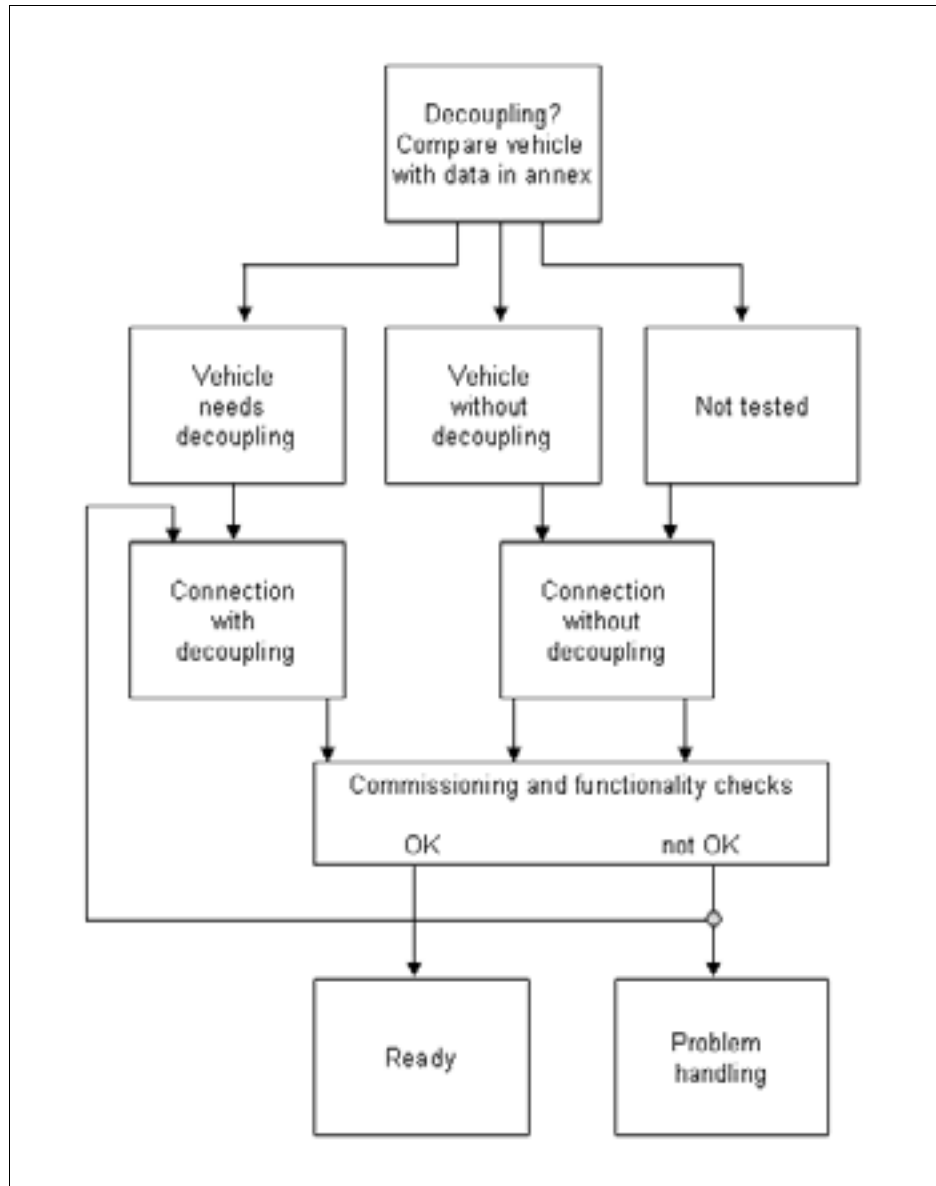 Decoupling?
Compare vehicle
with data in annex
Vehicle
needs
decoupling
Vehicle
without
decoupling
Not tested
Connection
with
decoupling
Connection
without
decoupling
Commissioning and functionality checks
OK
not OK
Ready
Problem
handling